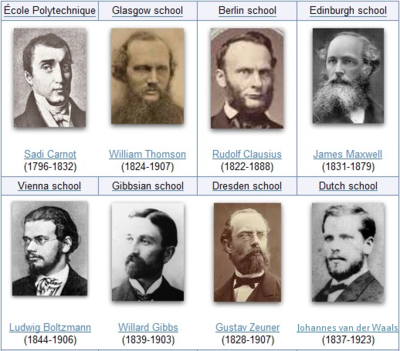 École Polytechnique
Glasgow school
Berlin school
Edinburgh school
Sadi Carnot
(1796-1832)
William Thomson
(1824-1907)
Rudolf Clausius
(1822-1888)
James Maxwell
(1831-1879)
Vienna school
Gibbsian school
Dresden school
Dutch school
Ludwig Boltzmann
(1844-1906)
Willard Gibbs
(1839-1903)
Gustav Zeuner
(1828-1907)
Johannes van der Waals
(1837-1923)